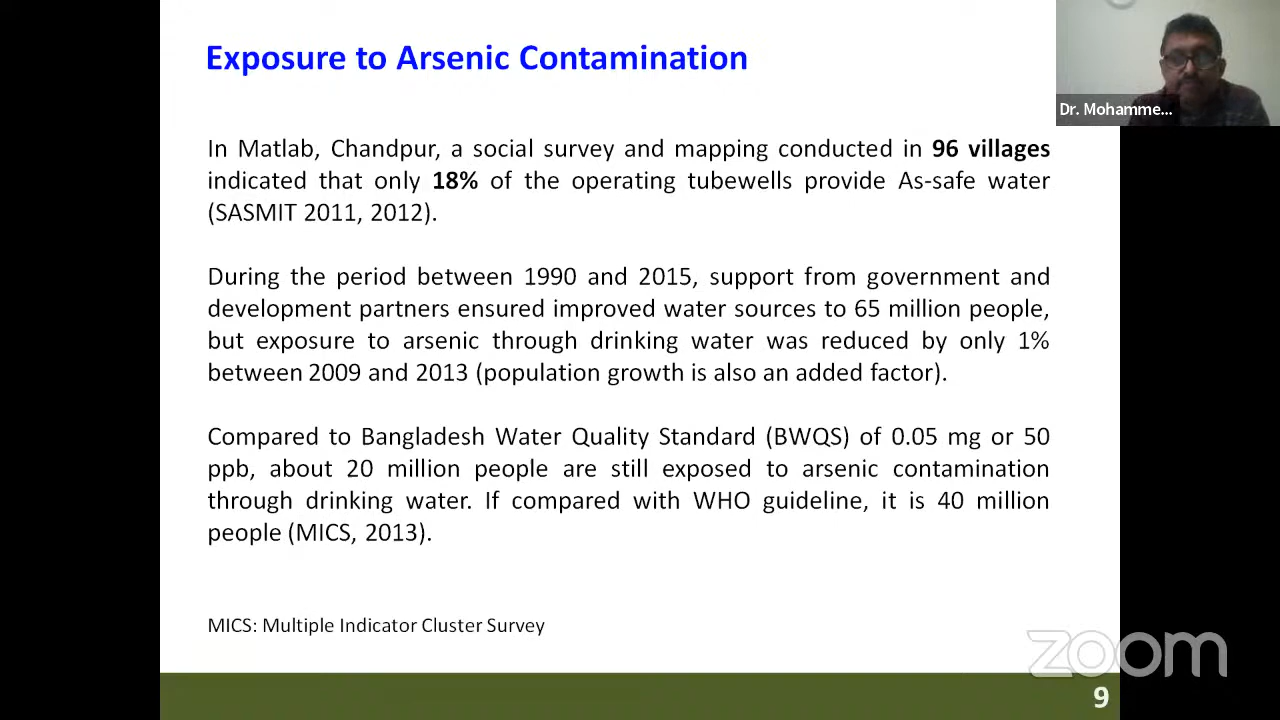 Exposure to Arsenic Contamination
Dr. Mohamme...
In Matlab, Chandpur, a social survey and mapping conducted in 96 villages
indicated that only 18% of the operating tubewells provide As-safe water
(SASMIT 2011, 2012).
During the period between 1990 and 2015, support from government and
development partners ensured improved water sources to 65 million people,
but exposure to arsenic through drinking water was reduced by only 1%
between 2009 and 2013 (population growth is also an added factor).
Compared to Bangladesh Water Quality Standard (BWQS) of 0.05 mg or 50
ppb, about 20 million people are still exposed to arsenic contamination
through drinking water. If compared with WHO guideline, it is 40 million
people (MICS, 2013).
MICS: Multiple Indicator Cluster Survey
zoom
9